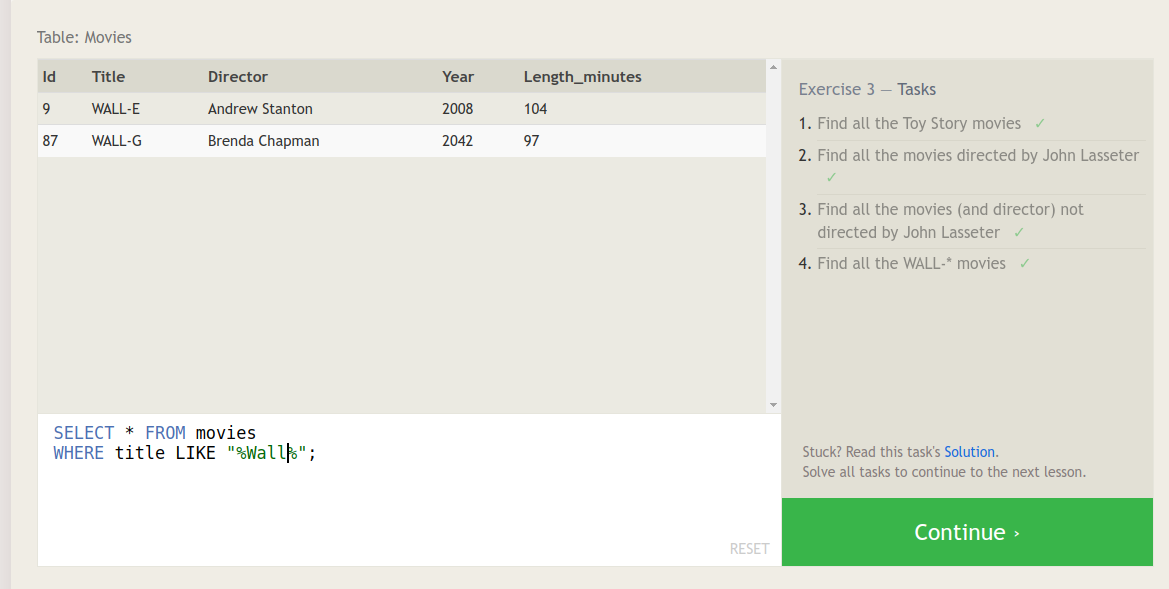 Table: Movies
Id Title Director Year Length_minutes
9 WALL-E Andrew Stanton 2008 104
87 WALL-G Brenda Chapman 2042 97
SELECT * FROM movies
WHERE title LIKE "%Wall%";
RESET
Exercise 3 — Tasks
1. Find all the Toy Story movies ✓
2. Find all the movies directed by John Lasseter
✓
3. Find all the movies (and director) not
directed by John Lasseter ✓
4. Find all the WALL-* movies ✓
Stuck? Read this task's Solution.
Solve all tasks to continue to the next lesson.
Continue ›